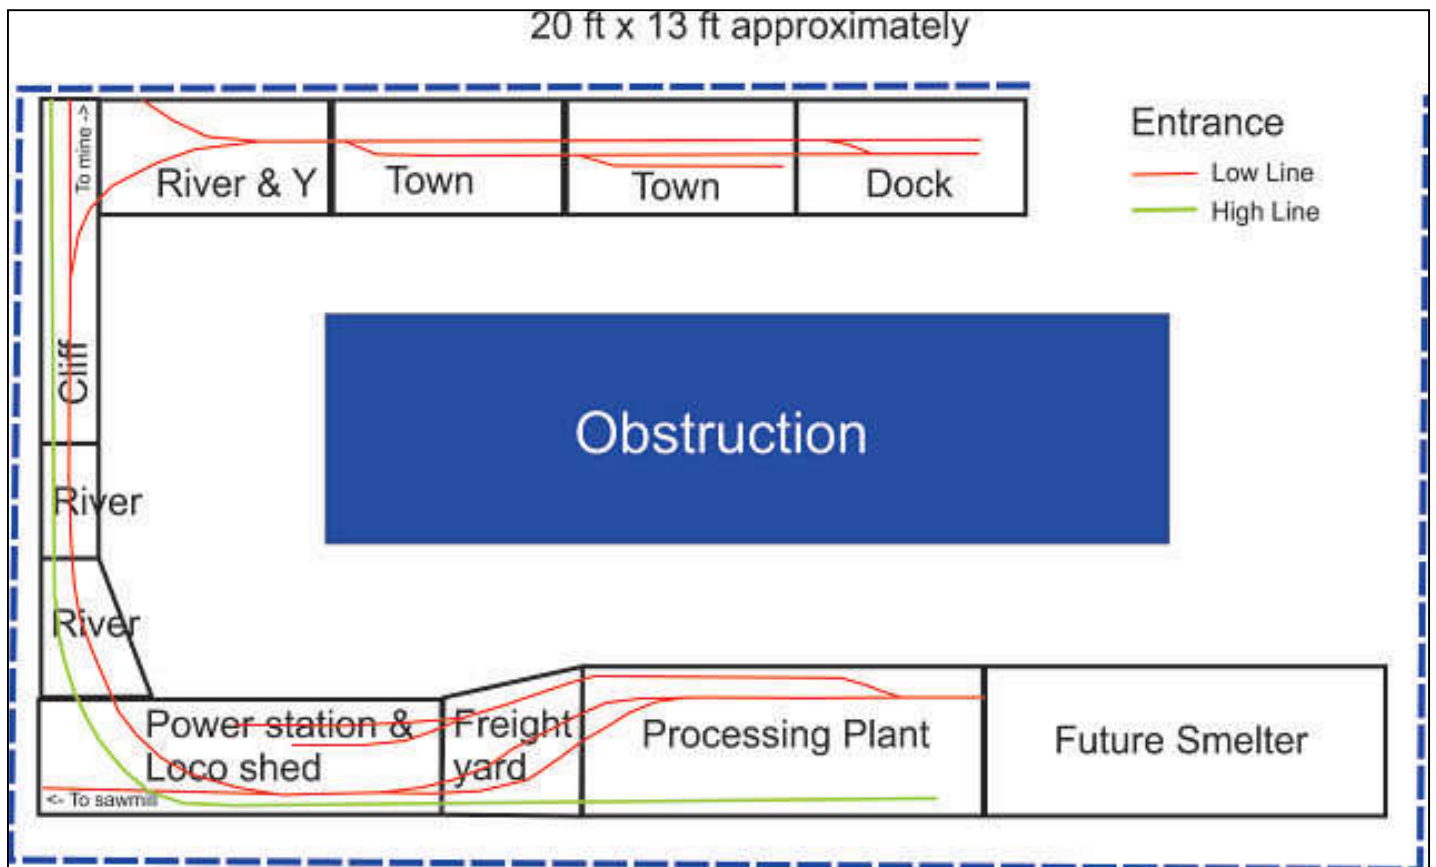 20 ft x 13 ft approximately
To mine ->
River & Y
Town
Town
Dock
Entrance
Low Line
High Line
Cliff
Obstruction
River
River
Power station &
Loco shed
Freight
yard
Processing Plant
Future Smelter
<- To sawmill